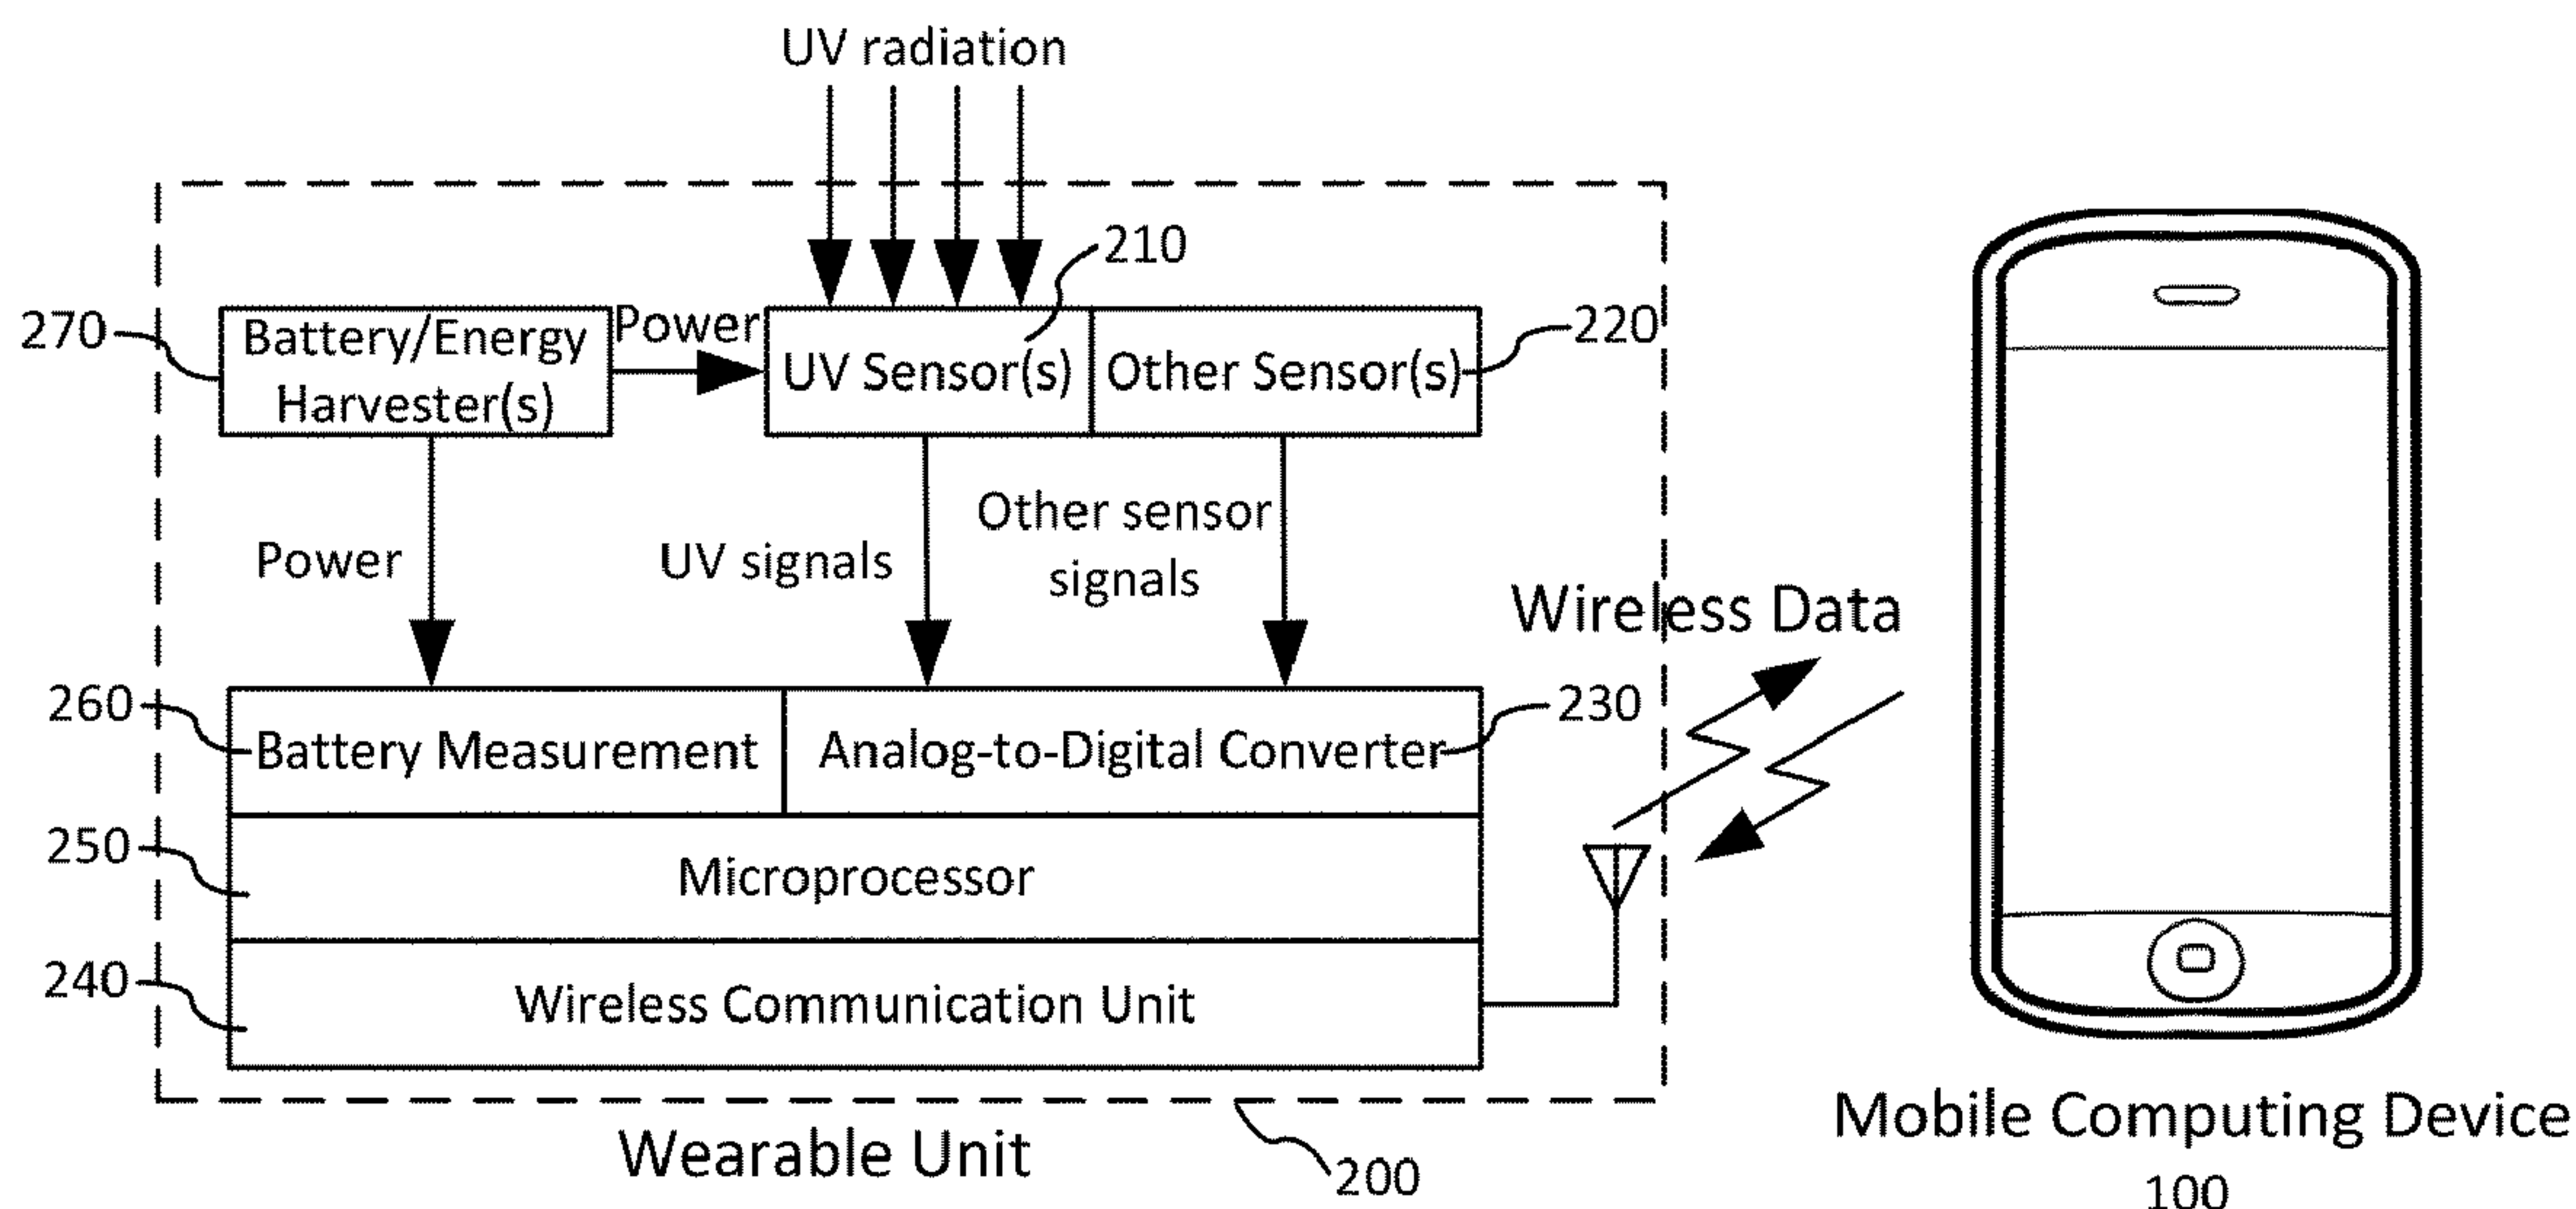 UV radiation
210
270
Battery/Energy
Harvester(s)
Power
UV Sensor(s)
Other Sensor(s)
220
Power
UV signals
Other sensor
signals
Wireless Data
260
Battery Measurement
Analog-to-Digital Converter
230
250
Microprocessor
240
Wireless Communication Unit
Wearable Unit
200
Mobile Computing Device
100